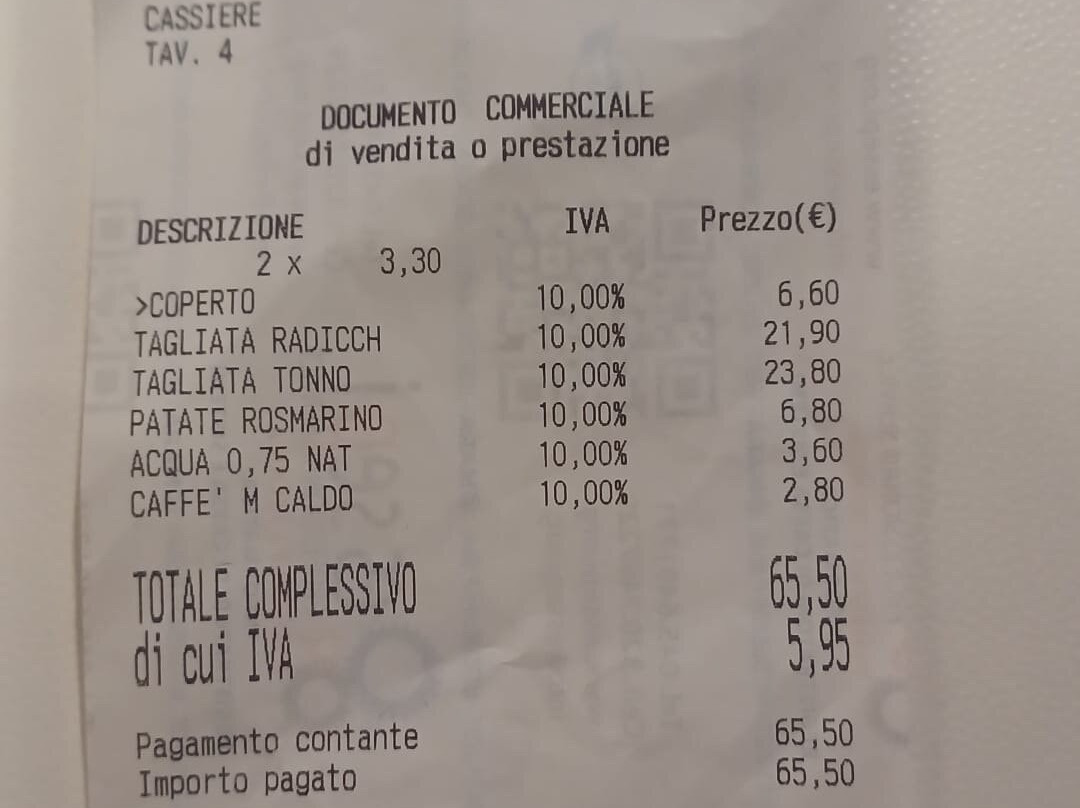 CASSIERE
TAV. 4
DOCUMENTO COMMERCIALE
di vendita o prestazione
DESCRIZIONE IVA Prezzo(€)
2 x 3,30
>COPERTO 10,00% 6,60
TAGLIATA RADICCH 10,00% 21,90
TAGLIATA TONNO 10,00% 23,80
PATATE ROSMARINO 10,00% 6,80
ACQUA 0,75 NAT 10,00% 3,60
CAFFE' M CALDO 10,00% 2,80
TOTALE COMPLESSIVO 65,50
di cui IVA 5,95
Pagamento contante 65,50
Importo pagato 65,50